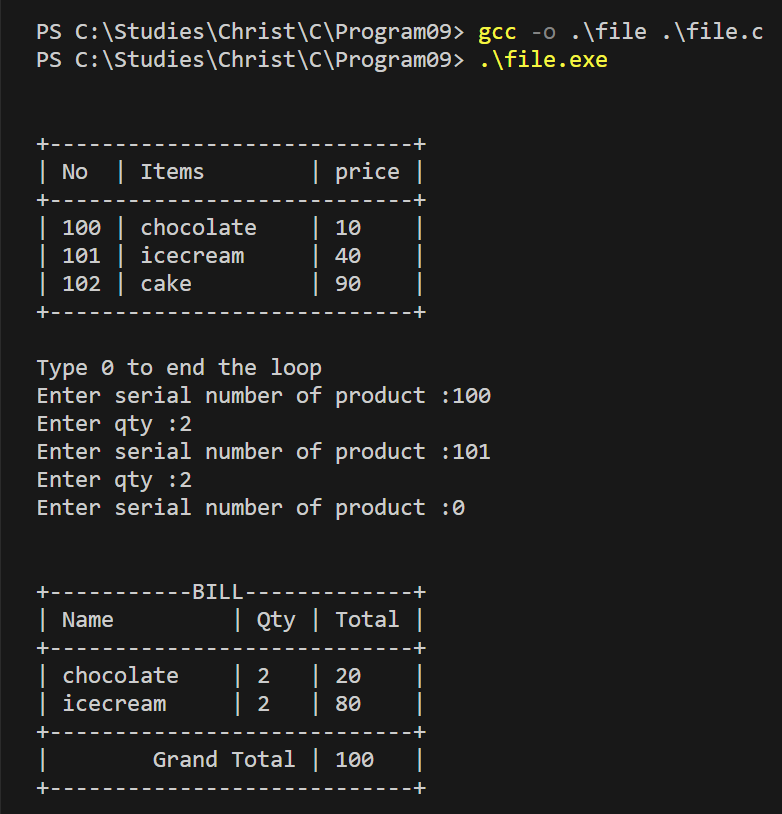 PS C:\Studies\Christ\C\Program09> gcc -o .\file .\file.c
PS C:\Studies\Christ\C\Program09> .\file.exe
+----------------------------+
| No  | Items        | price |
+----------------------------+
| 100 | chocolate    | 10    |
| 101 | icecream     | 40    |
| 102 | cake         | 90    |
+----------------------------+
Type 0 to end the loop
Enter serial number of product :100
Enter qty :2
Enter serial number of product :101
Enter qty :2
Enter serial number of product :0
+-----------BILL-------------+
| Name         | Qty | Total |
+----------------------------+
| chocolate    | 2   | 20    |
| icecream     | 2   | 80    |
+----------------------------+
|        Grand Total | 100   |
+----------------------------+